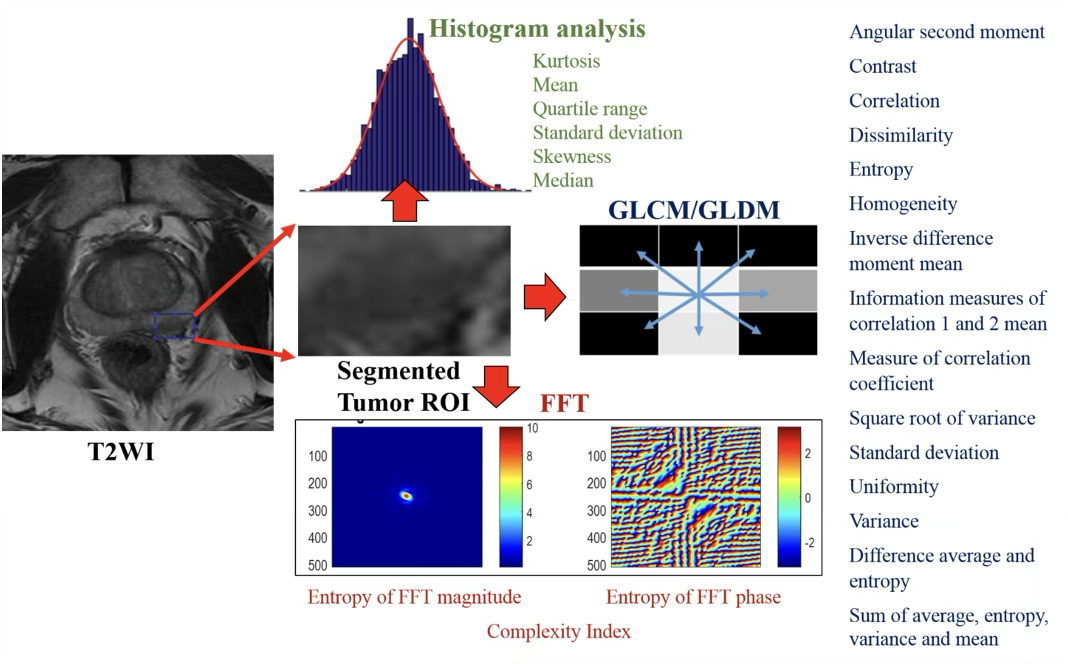 Histogram analysis
Kurtosis
Mean
Quartile range
Standard deviation
Skewness
Median
T2WI
Segmented
Tumor ROI
GLCM/GLDM
FFT
100
200
300
400
500
10
8
6
4
2
100
200
300
400
500
2
0
-2
Entropy of FFT magnitude
Entropy of FFT phase
Complexity Index
Angular second moment
Contrast
Correlation
Dissimilarity
Entropy
Homogeneity
Inverse difference
moment mean
Information measures of
correlation 1 and 2 mean
Measure of correlation
coefficient
Square root of variance
Standard deviation
Uniformity
Variance
Difference average and
entropy
Sum of average, entropy,
variance and mean